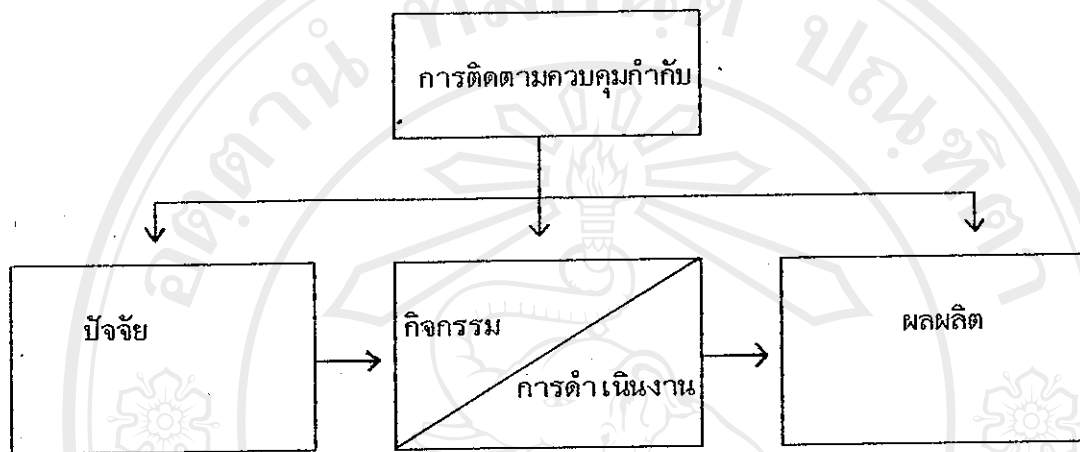 การติดตามควบคุมกำกับ
ปัจจัย
กิจกรรม
การดำเนินงาน
ผลผลิต